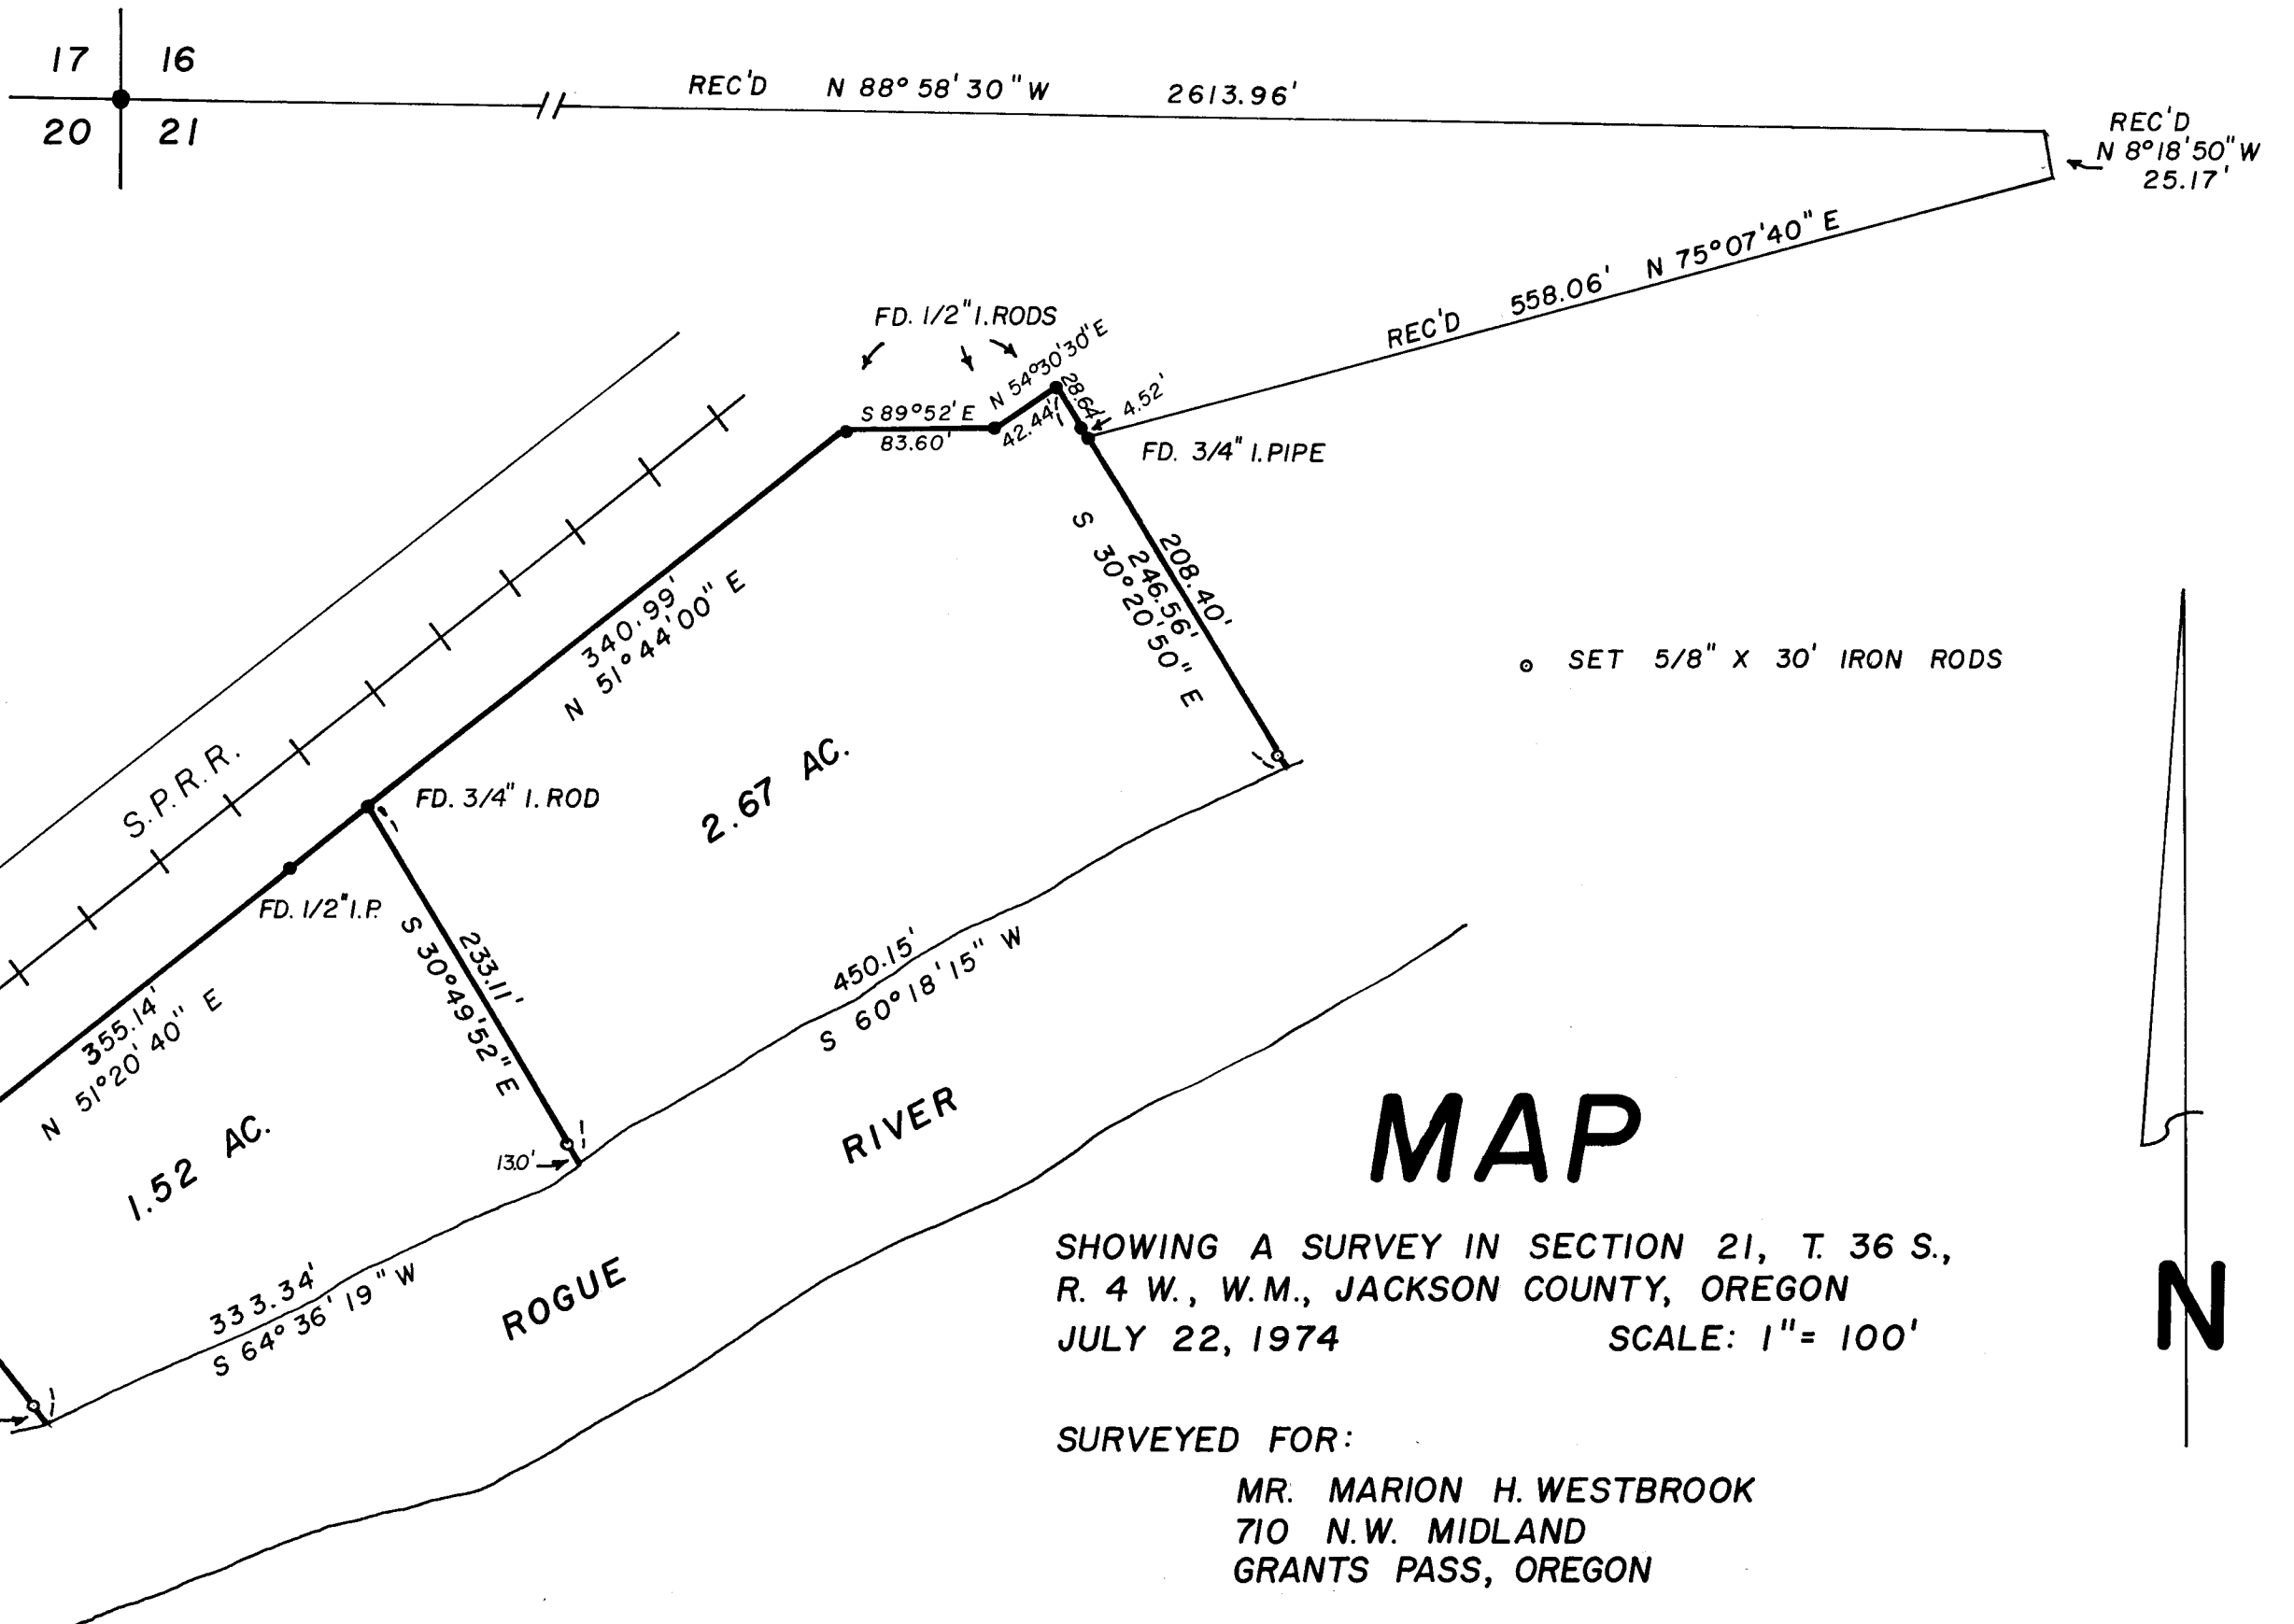 17 16
20 21
REC'D N 88° 58' 30" W 2613.96'
REC'D
N 8°18'50" W
25.17'
REC'D 558.06' N 75°07'40" E
FD. 1/2" I.RODS
S 89°52' E
83.60'
N 54°30'30" E
42.44'
28.64'
4.52'
FD. 3/4" I.PIPE
208.40'
246.56'
S 30°20'50" E
340.99'
N 51°44'00" E
S.P.R.R.
FD. 3/4" I. ROD
FD. 1/2" I.P.
2.67 AC.
SET 5/8" X 30' IRON RODS
233.11'
S 30°49'52" E
355.14'
N 51°20'40" E
1.52 AC.
13.0'
450.15'
S 60°18'15" W
333.34'
S 64°36'19" W
ROGUE RIVER
MAP
SHOWING A SURVEY IN SECTION 21, T. 36 S.,
R. 4 W., W.M., JACKSON COUNTY, OREGON
JULY 22, 1974 SCALE: 1"= 100'
SURVEYED FOR:
MR. MARION H. WESTBROOK
710 N.W. MIDLAND
GRANTS PASS, OREGON
N